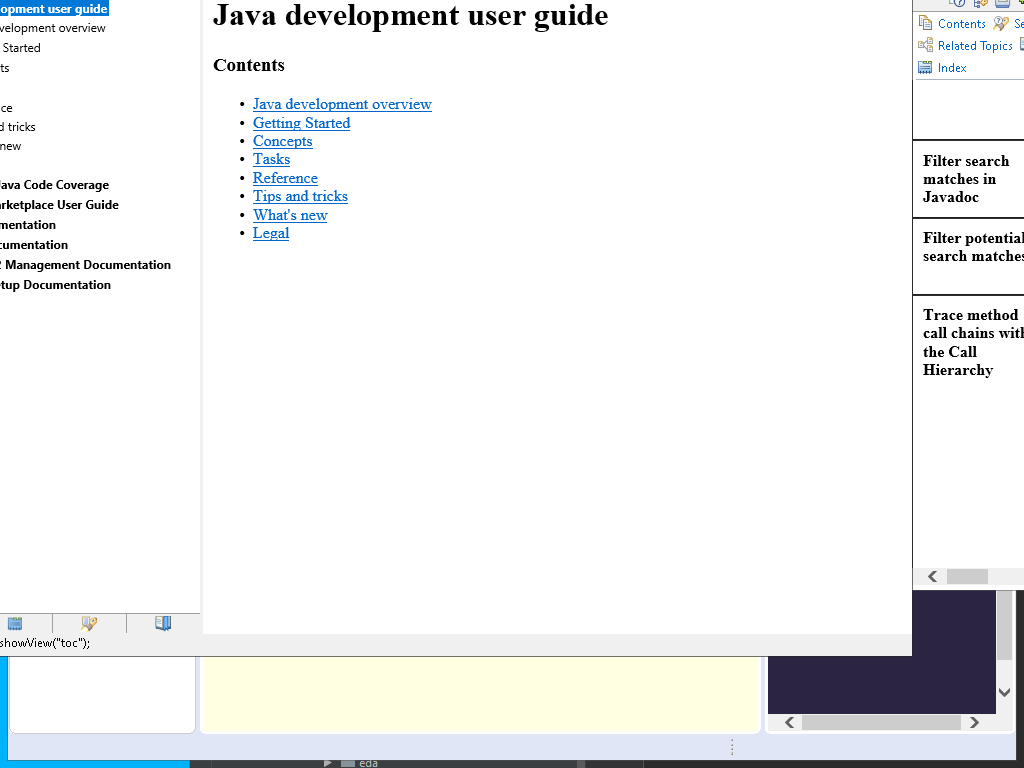 opment user guide
velopment overview
Started
ts
ce
d tricks
new
Java Code Coverage
arketplace User Guide
mentation
cumentation
2 Management Documentation
etup Documentation
showView("toc");
Java development user guide
Contents
• Java development overview
• Getting Started
• Concepts
• Tasks
• Reference
• Tips and tricks
• What's new
• Legal
Contents Se
Related Topics
Index
Filter search
matches in
Javadoc
Filter potential
search matches
Trace method
call chains with
the Call
Hierarchy
eda